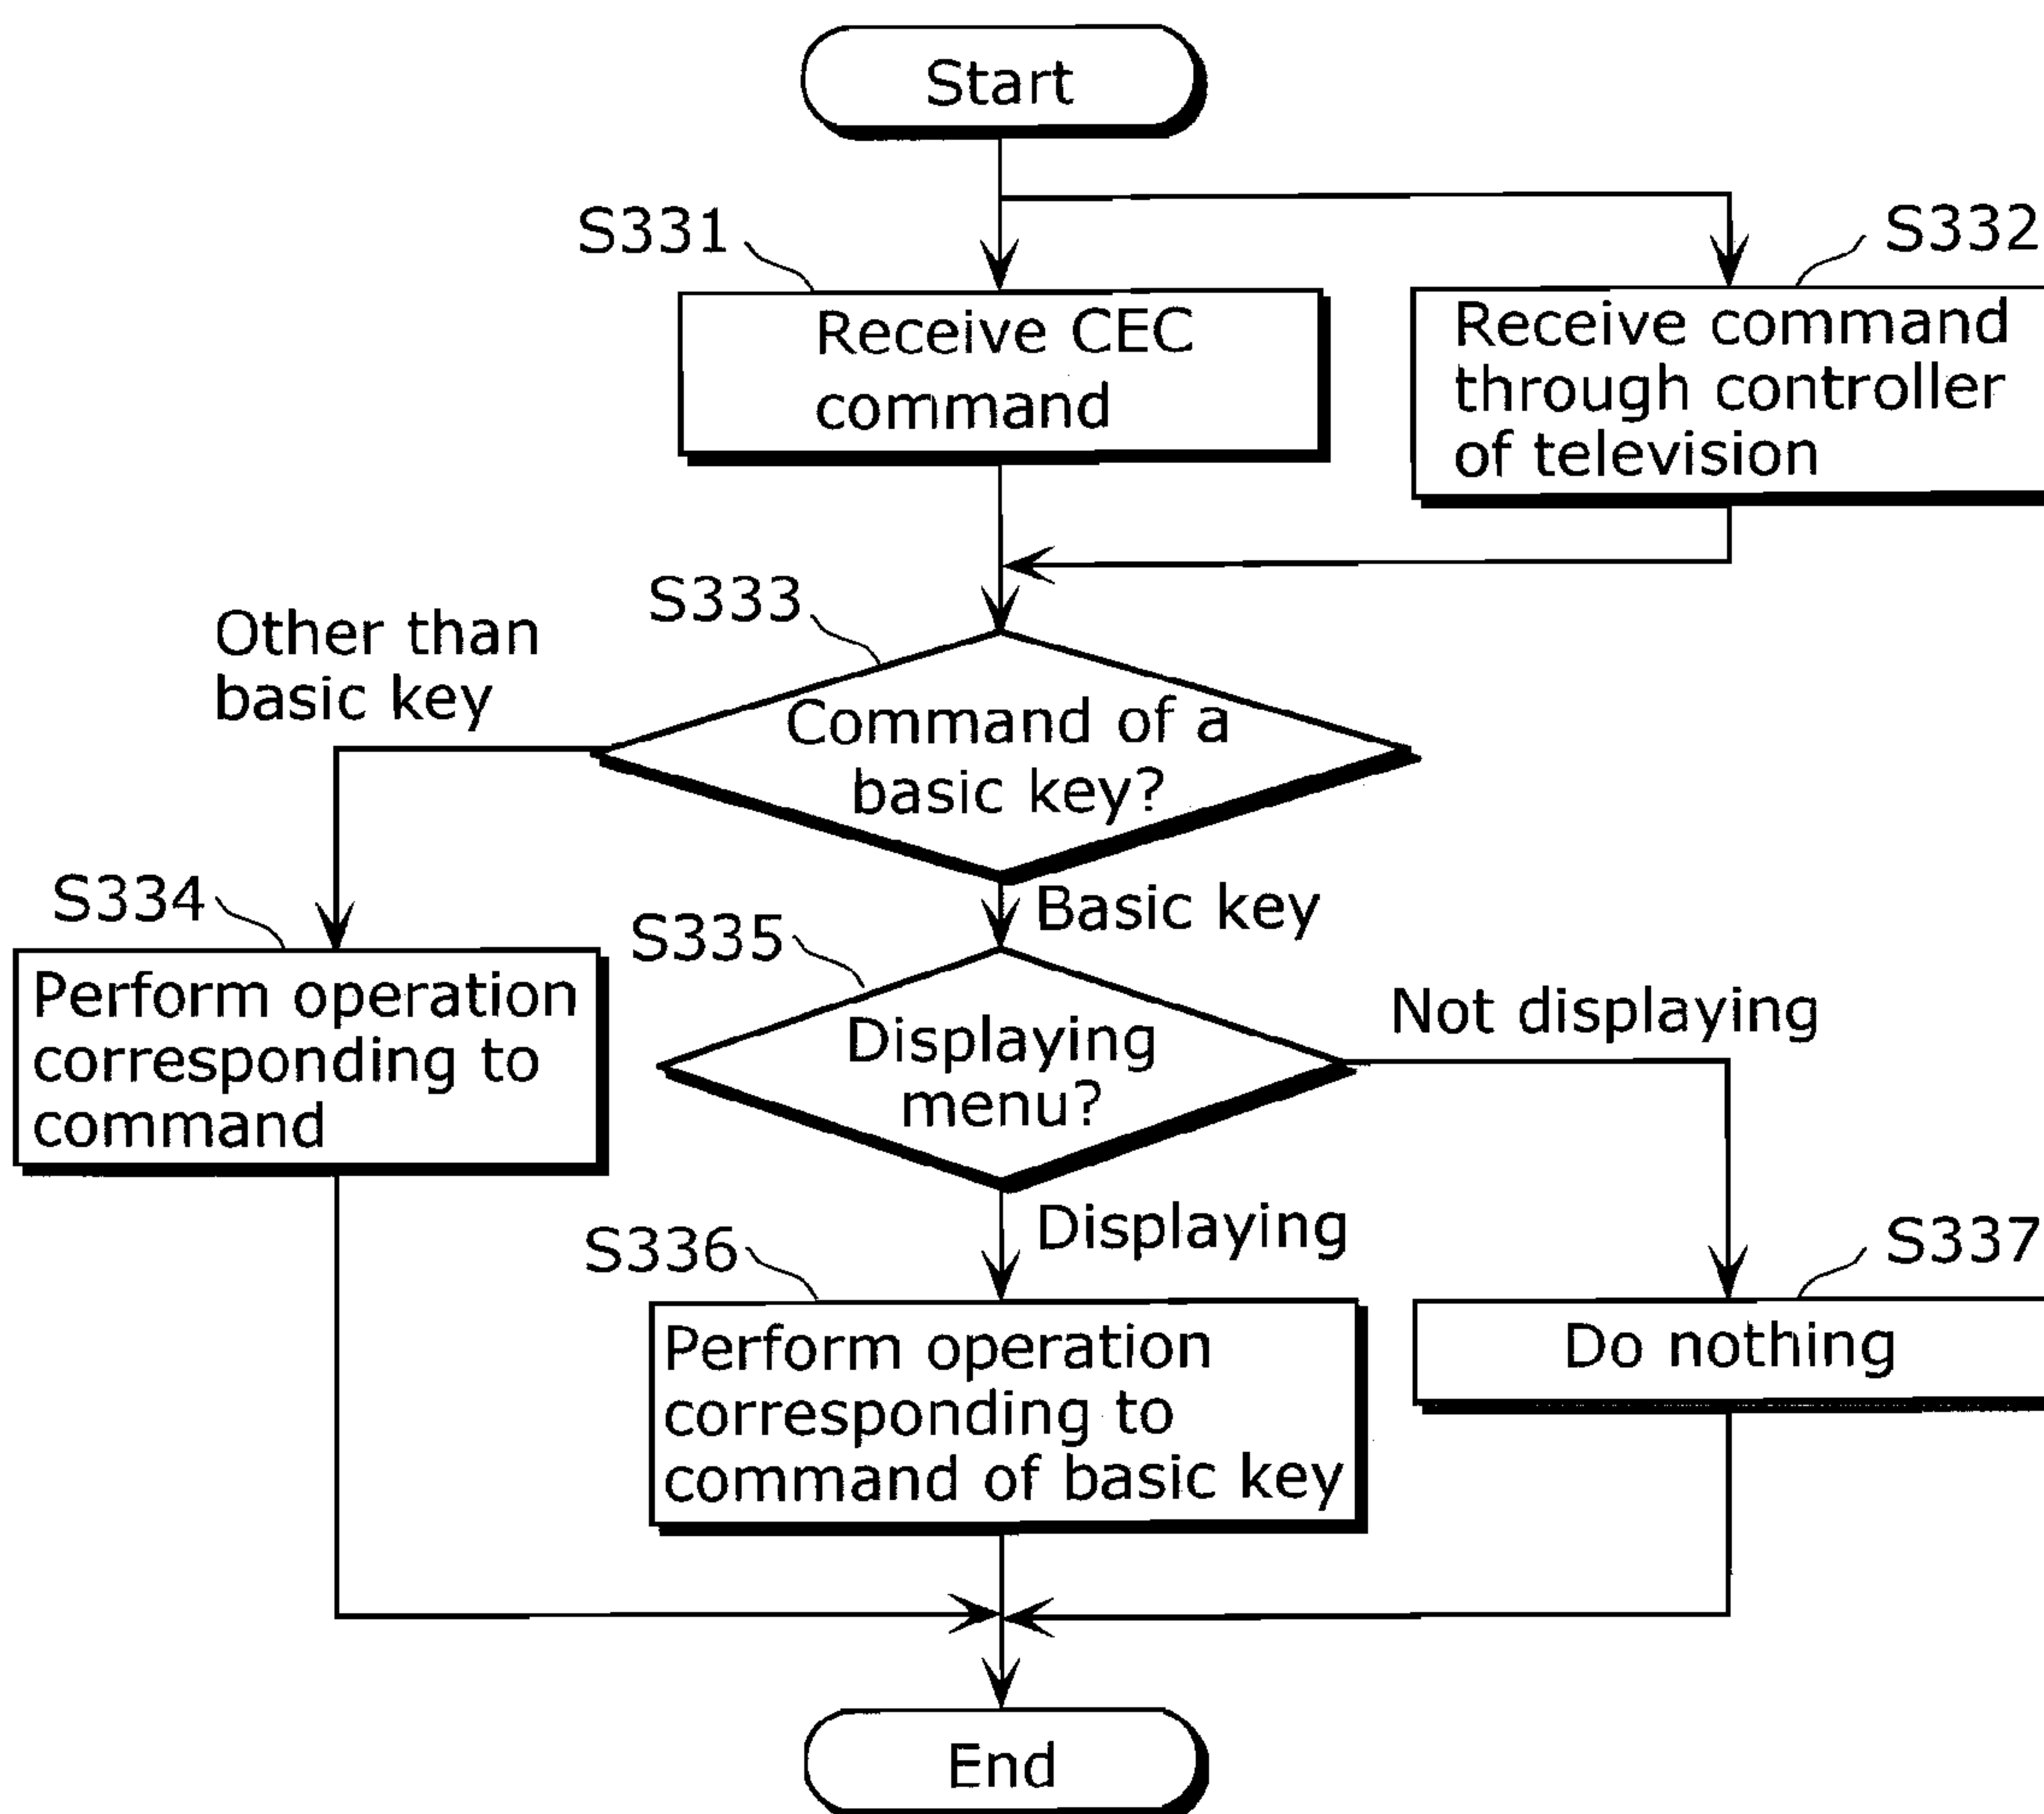 Start
S331
S332
Receive CEC
command
Receive command
through controller
of television
S333
Other than
basic key
Command of a
basic key?
S334
Basic key
S335
Perform operation
corresponding to
command
Displaying
menu?
Not displaying
S336
Displaying
S337
Perform operation
corresponding to
command of basic key
Do nothing
End